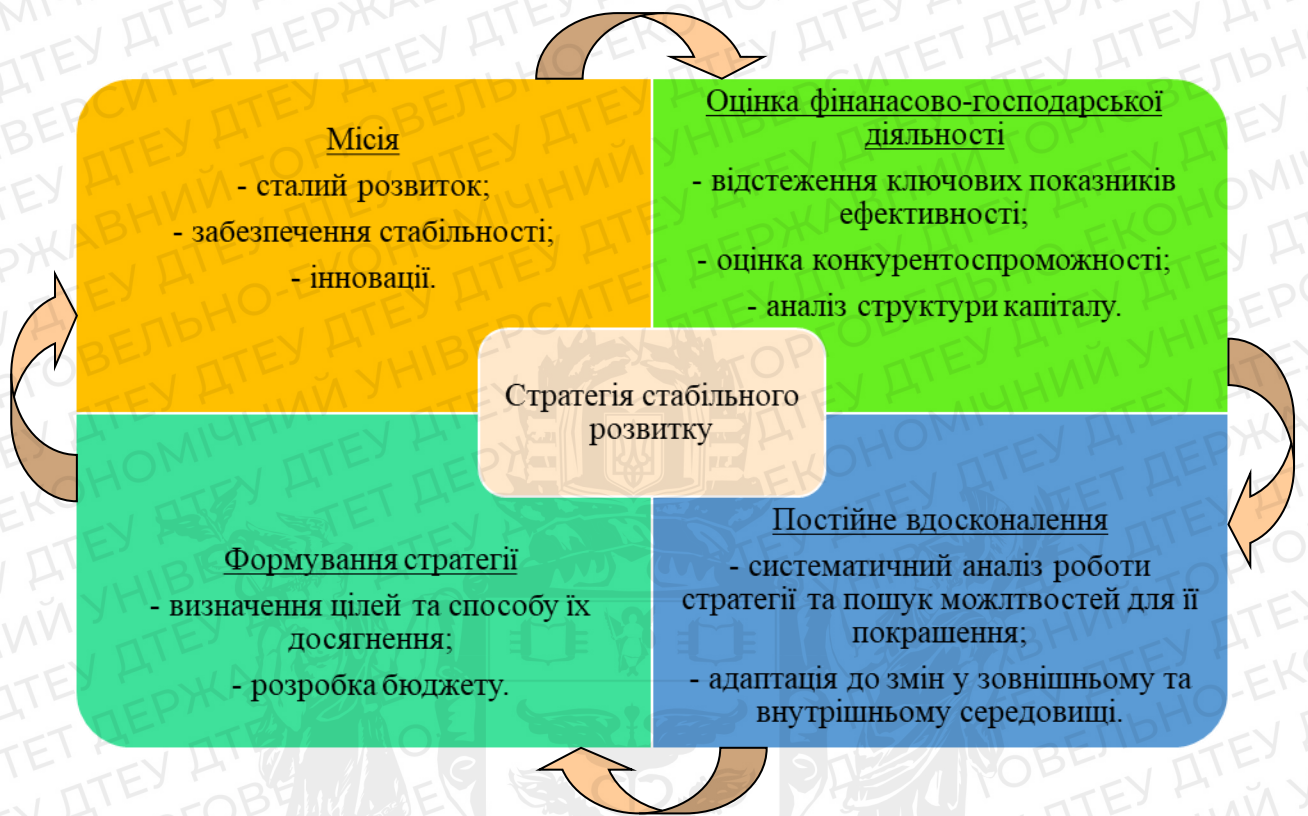 Місія
- сталий розвиток;
- забезпечення стабільності;
- інновації.
Оцінка фінанасово-господарської
діяльності
- відстеження ключових показників
ефективності;
- оцінка конкурентоспроможності;
- аналіз структури капіталу.
Стратегія стабільного
розвитку
Формування стратегії
- визначення цілей та способу їх
досягнення;
- розробка бюджету.
Постійне вдосконалення
- систематичний аналіз роботи
стратегії та пошук можлтвостей для її
покрашення;
- адаптація до змін у зовнішньому та
внутрішньому середовищі.